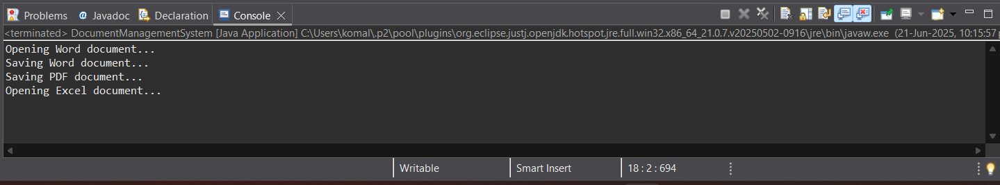 Problems @ Javadoc Declaration Console
<terminated> DocumentManagementSystem [Java Application] C:\Users\komal\.p2\pool\plugins\org.eclipse.justj.openjdk.hotspot.jre.full.win32.x86_64_21.0.7.v20250502-0916\jre\bin\javaw.exe (21-Jun-2025, 10:15:57
Opening Word document...
Saving Word document...
Saving PDF document...
Opening Excel document...
Writable Smart Insert 18 : 2 : 694